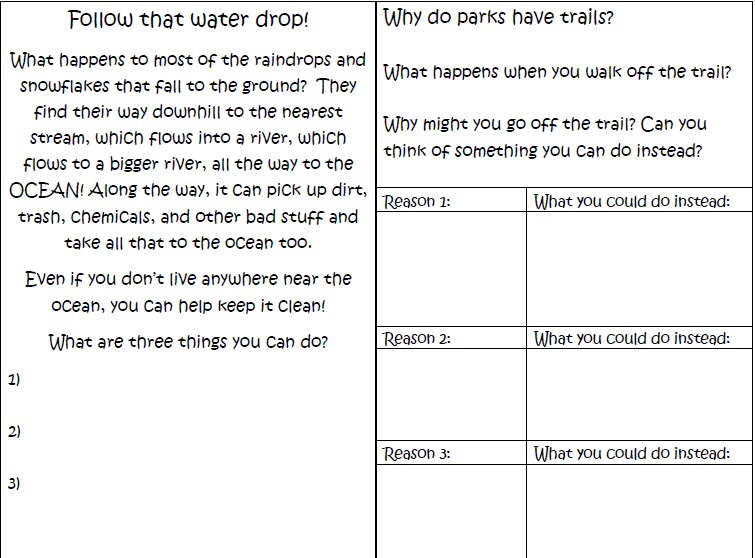 Follow that water drop!
What happens to most of the raindrops and
snowflakes that fall to the ground?  They
find their way downhill to the nearest
stream, which flows into a river, which
flows to a bigger river, all the way to the
OCEAN! Along the way, it can pick up dirt,
trash, chemicals, and other bad stuff and
take all that to the ocean too.
Even if you don't live anywhere near the
ocean, you can help keep it clean!
What are three things you can do?
1)
2)
3)
Why do parks have trails?
What happens when you walk off the trail?
Why might you go off the trail? Can you
think of something you can do instead?
Reason 1:
What you could do instead:
Reason 2:
What you could do instead:
Reason 3:
What you could do instead: